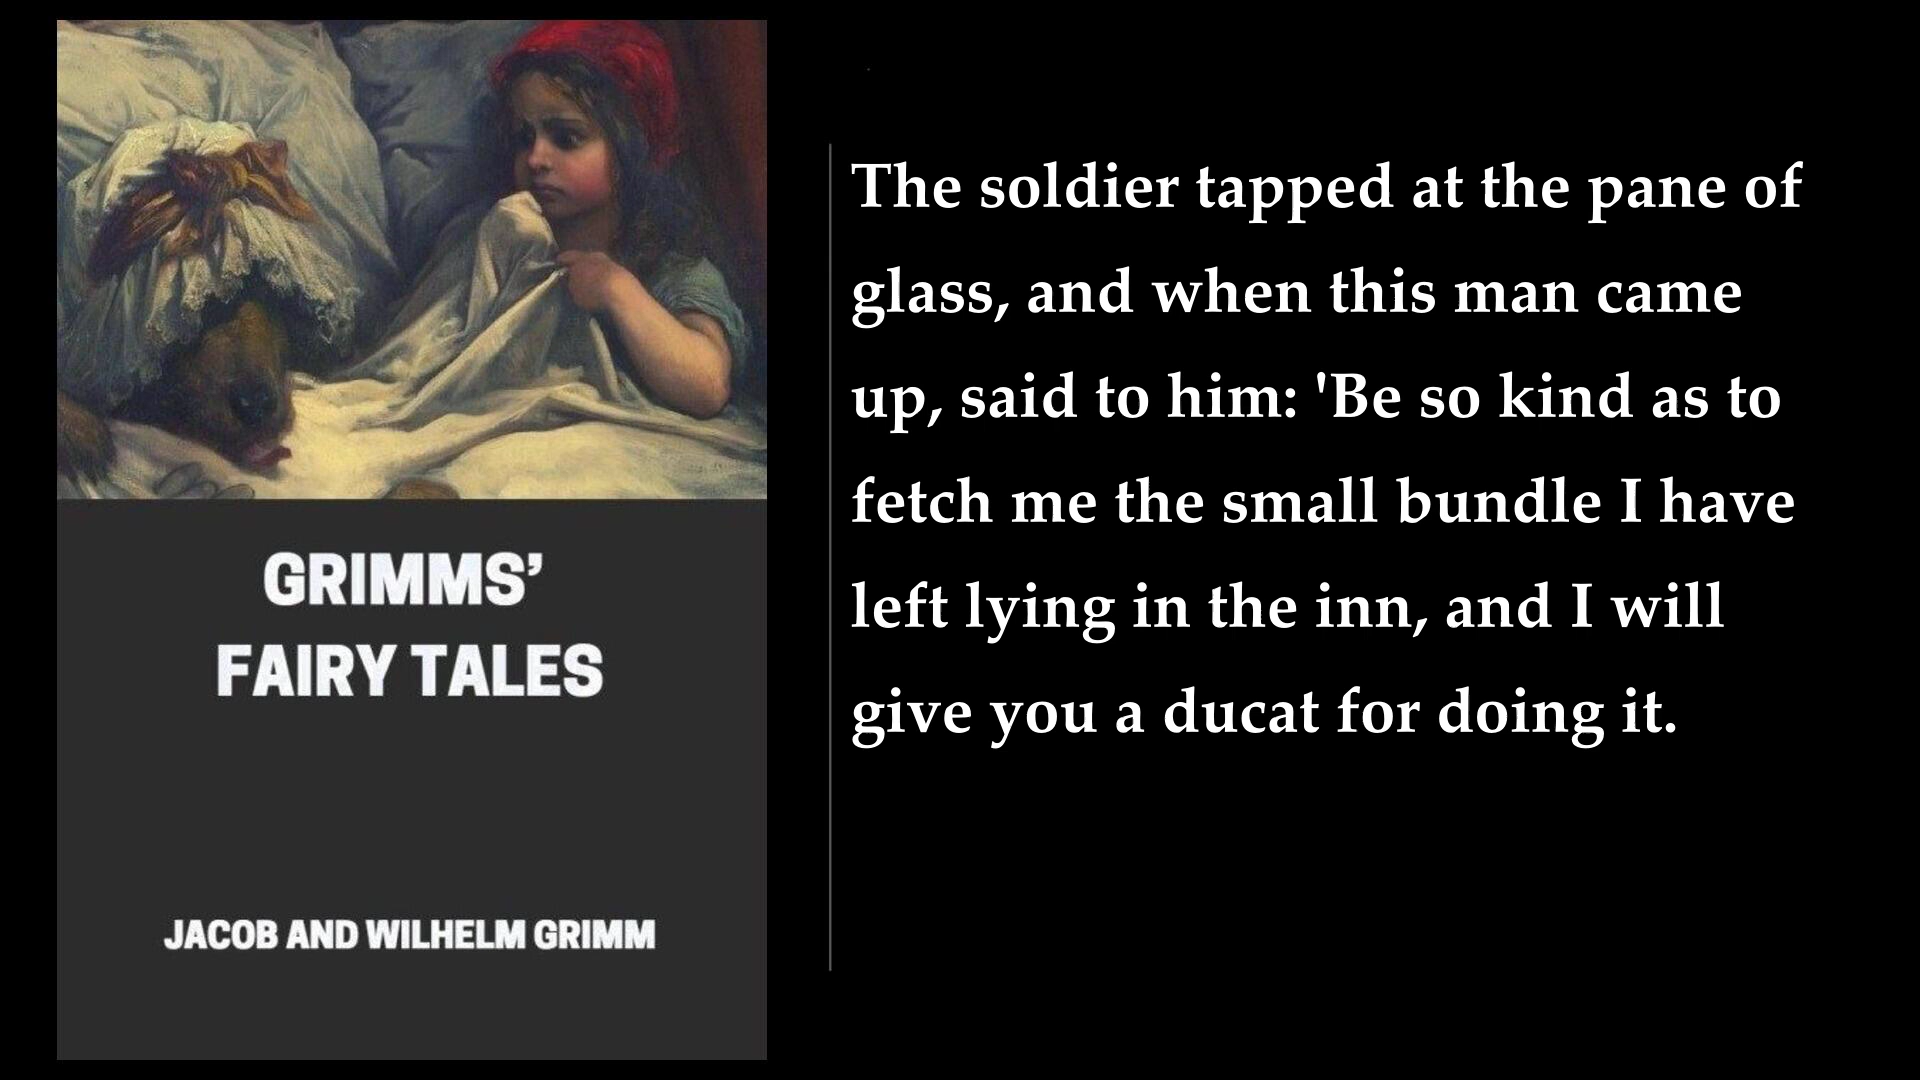 GRIMMS’
FAIRY TALES
JACOB AND WILHELM GRIMM
The soldier tapped at the pane of
glass, and when this man came
up, said to him: 'Be so kind as to
fetch me the small bundle I have
left lying in the inn, and I will
give you a ducat for doing it.